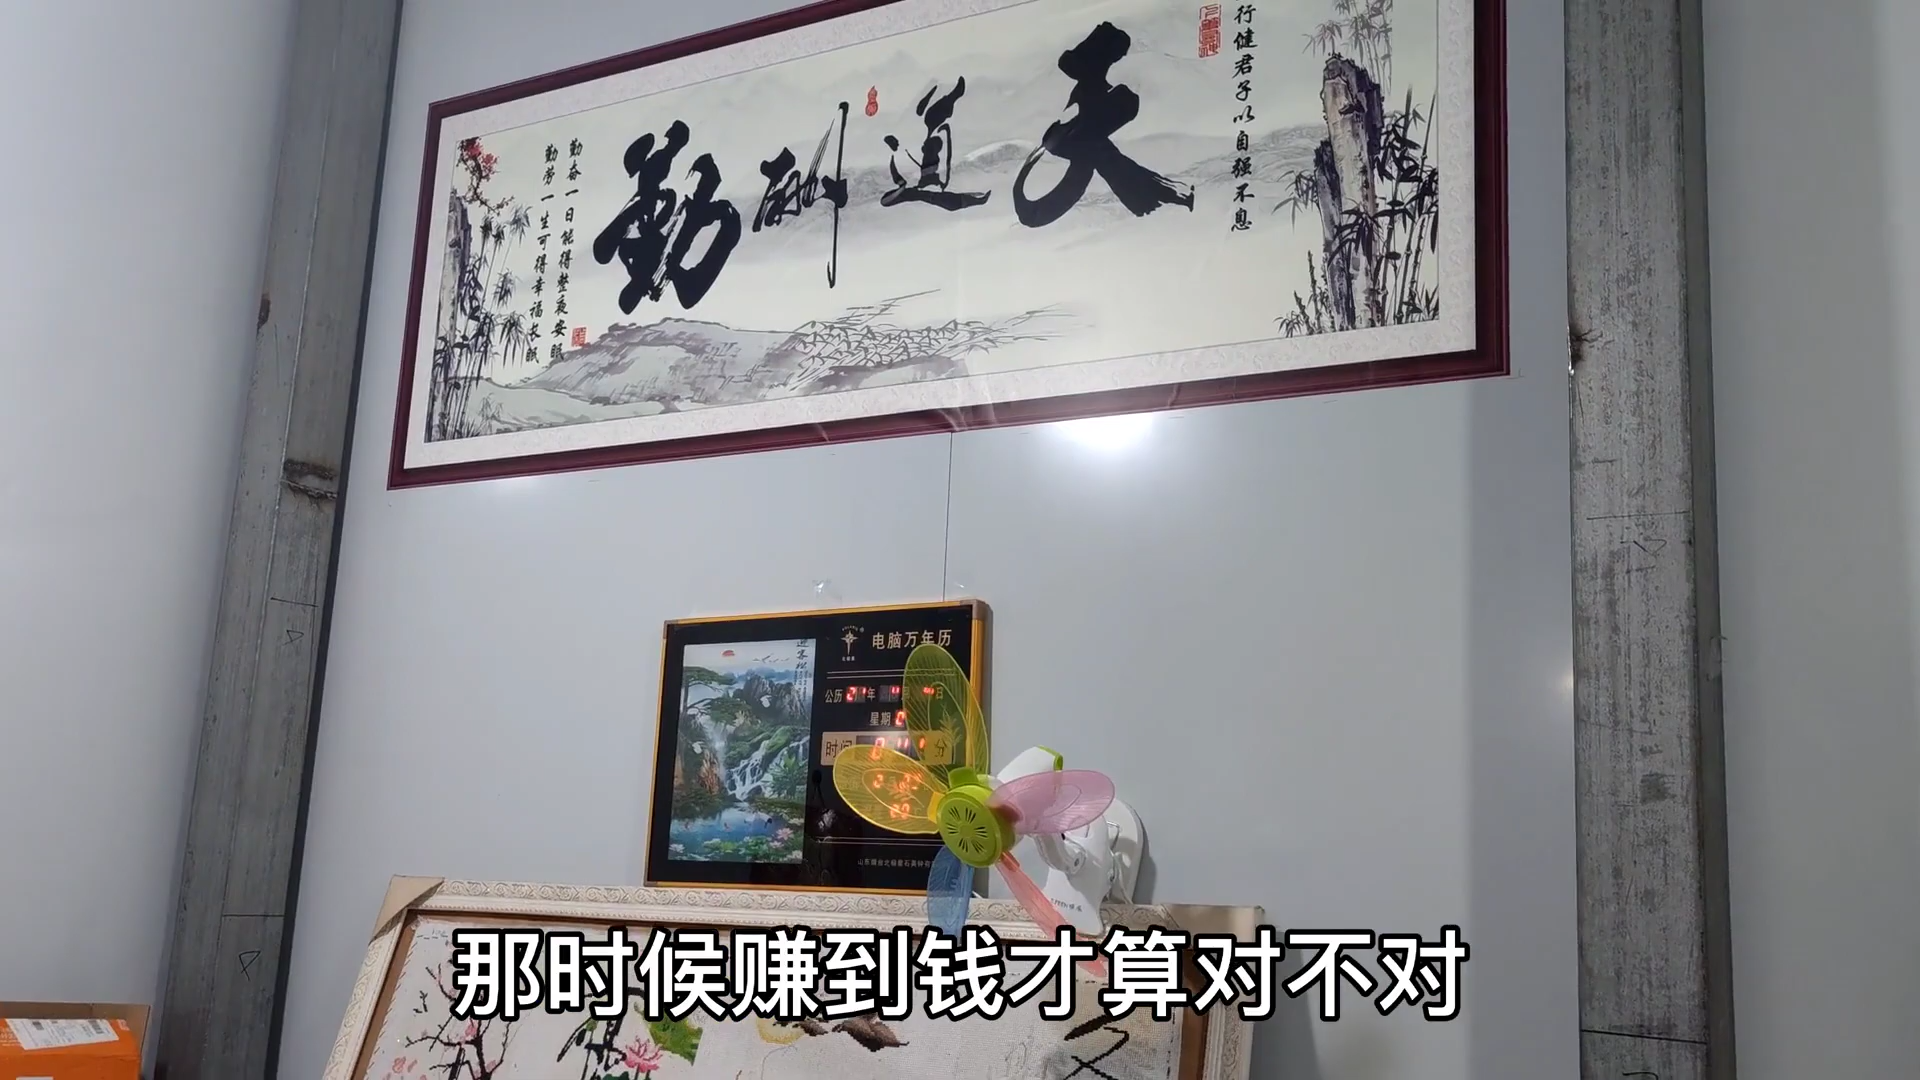 行健君子以自强不息
天道酬勤
勤奋一日能得整夜安眠
勤劳一生可得幸福长眠
迎客松
电脑万年历
公历 年 日
星期
时间 分
那时候赚到钱才算对不对